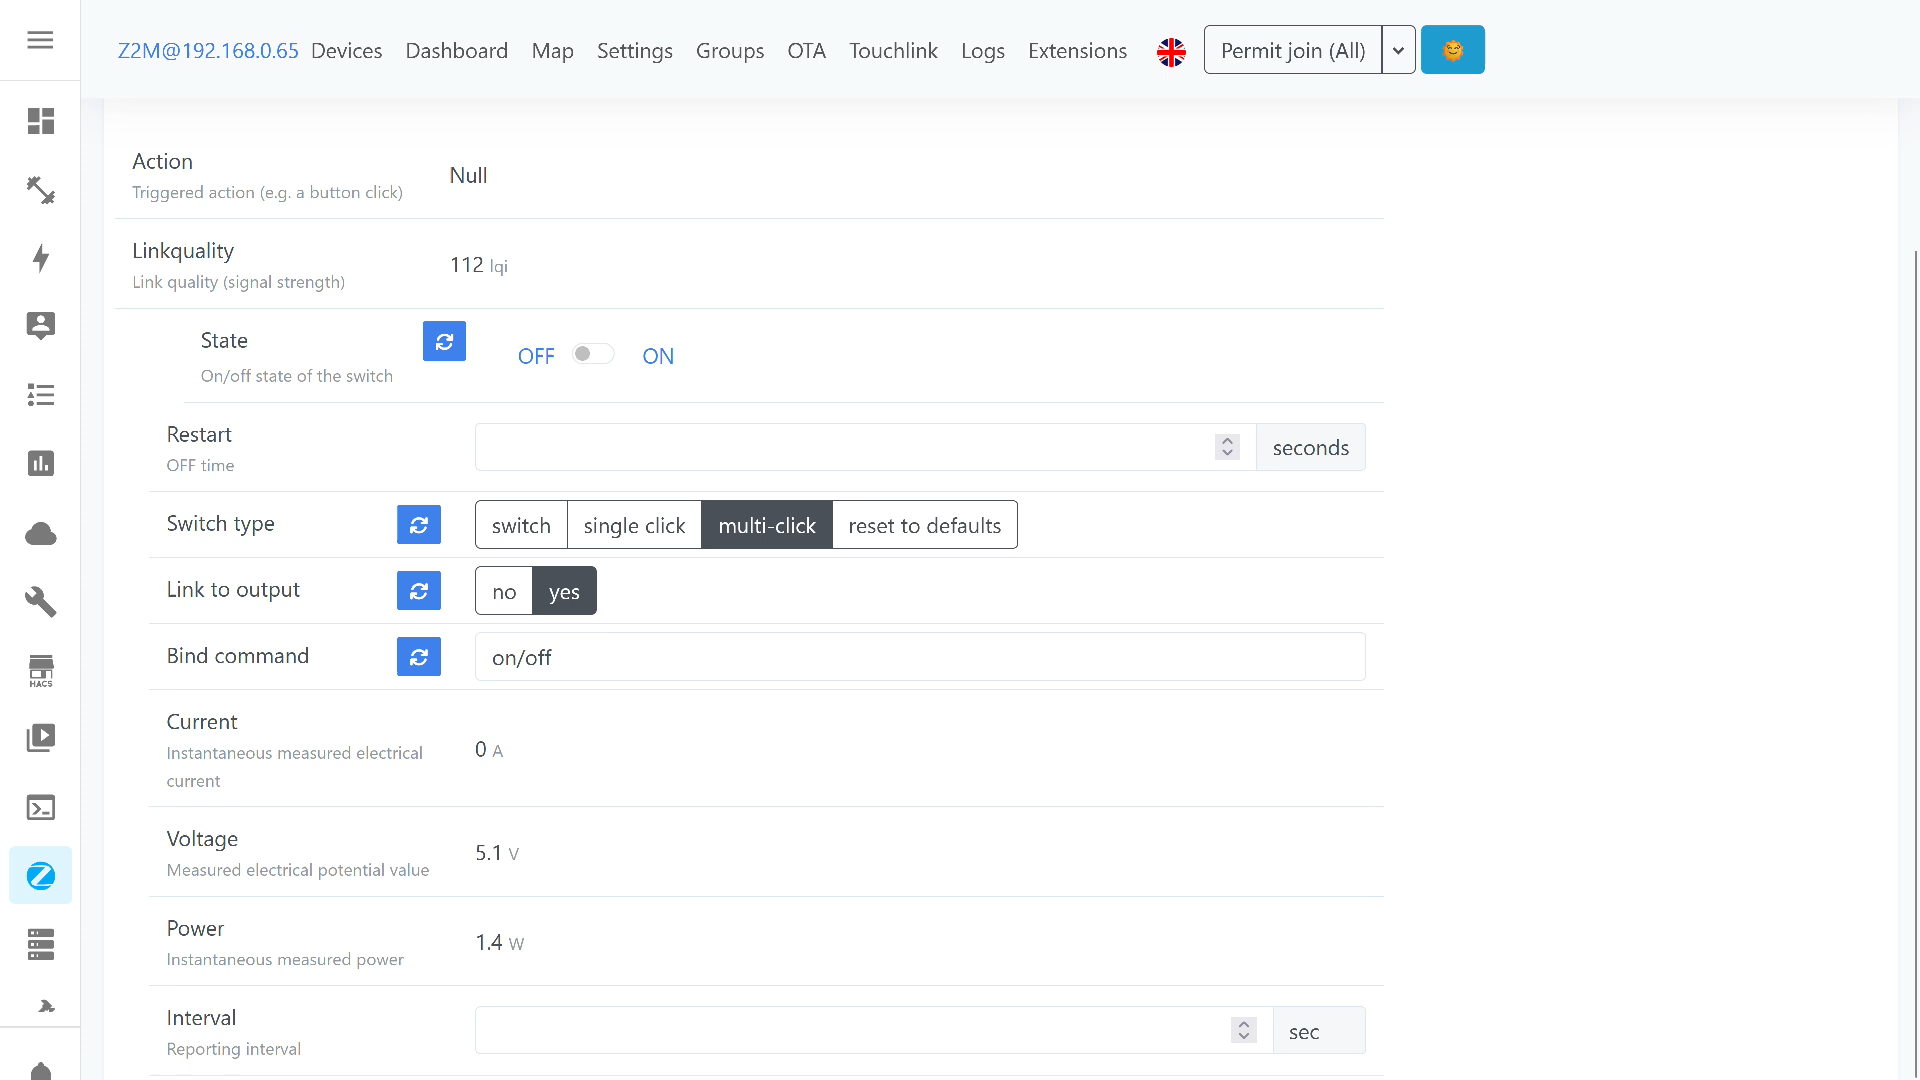 Z2M@192.168.0.65 Devices Dashboard Map Settings Groups OTA Touchlink Logs Extensions Permit join (All)
Action
Triggered action (e.g. a button click)
Null
Linkquality
Link quality (signal strength)
112 lqi
State
On/off state of the switch
OFF ON
Restart
OFF time
seconds
Switch type
switch single click multi-click reset to defaults
Link to output
no yes
Bind command
on/off
HACS
Current
Instantaneous measured electrical
current
0 A
Voltage
Measured electrical potential value
5.1 V
Power
Instantaneous measured power
1.4 W
Interval
Reporting interval
sec